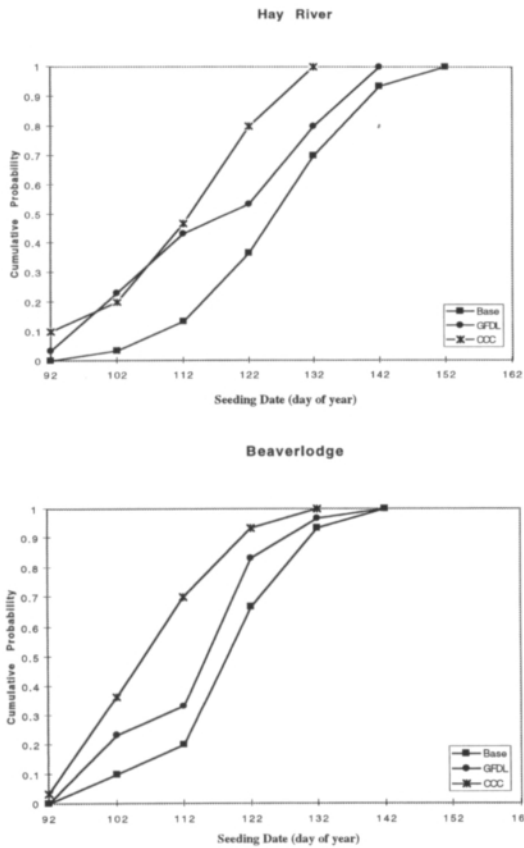 Hay River
1
0.9
0.8
0.7
0.6
0.5
0.4
0.3
0.2
0.1
0
Cumulative Probability
Base
GFDL
CCC
92 102 112 122 132 142 152 162
Seeding Date (day of year)
Beaverlodge
1
0.9
0.8
0.7
0.6
0.5
0.4
0.3
0.2
0.1
0
Cumulative Probability
Base
GFDL
CCC
92 102 112 122 132 142 152 16
Seeding Date (day of year)